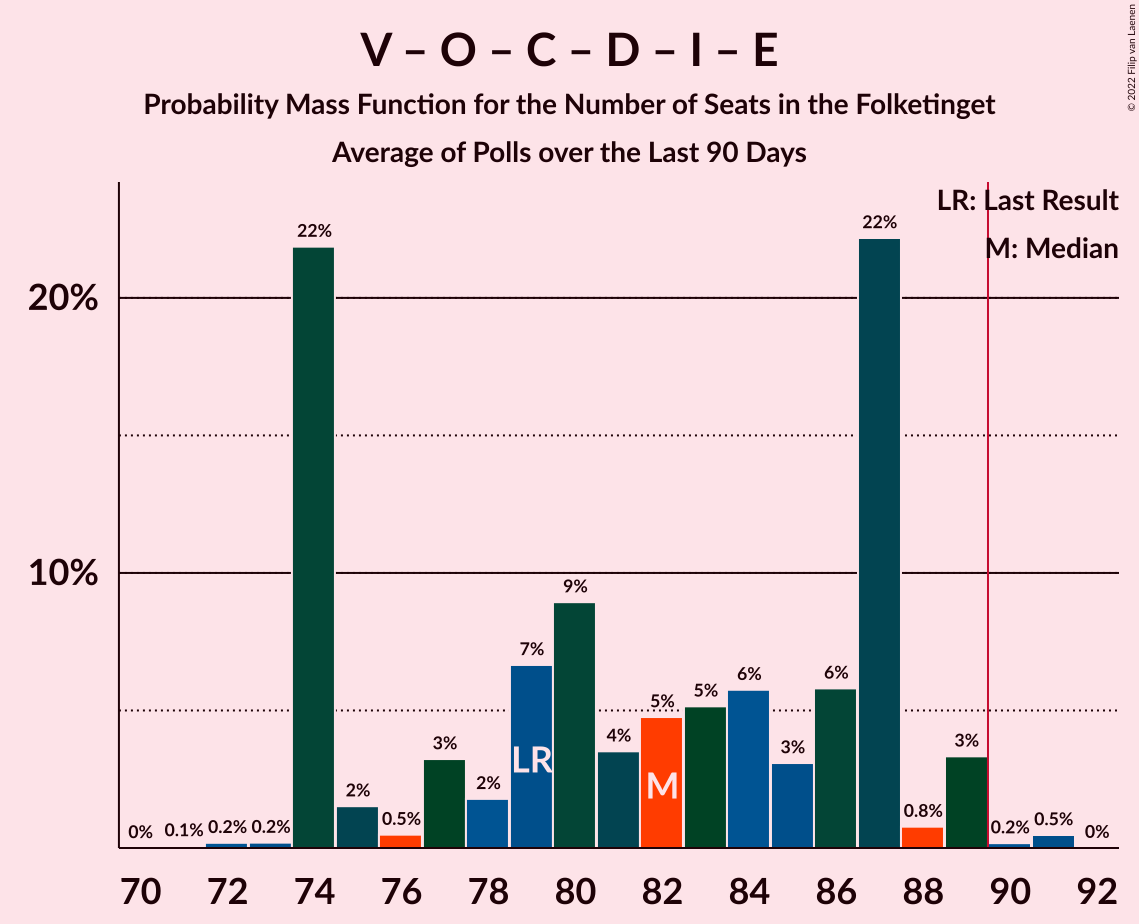 V – O – C – D – I – E
Probability Mass Function for the Number of Seats in the Folketinget
Average of Polls over the Last 90 Days
© 2022 Filip van Laenen
LR: Last Result
M: Median
20%
10%
0%
0.1%
0.2%
0.2%
22%
2%
0.5%
3%
2%
7%
9%
4%
5%
5%
6%
3%
6%
22%
0.8%
3%
0.2%
0.5%
0%
LR
M
70 72 74 76 78 80 82 84 86 88 90 92